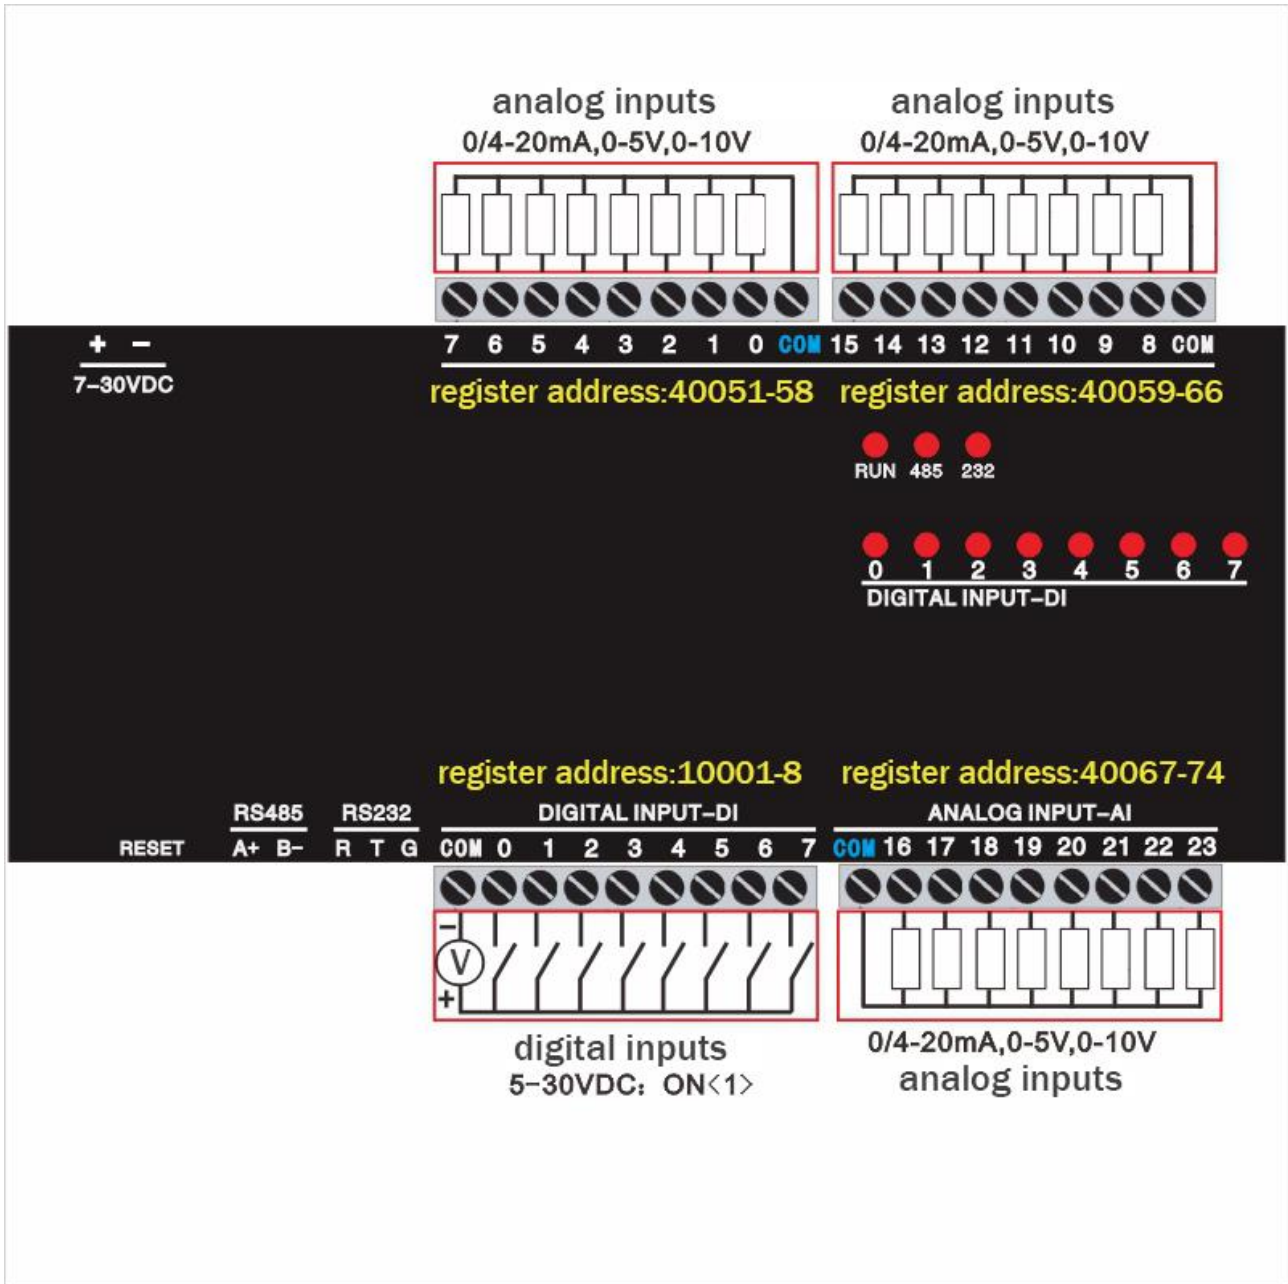 analog inputs
0/4-20mA,0-5V,0-10V
analog inputs
0/4-20mA,0-5V,0-10V
+ −
7–30VDC
7 6 5 4 3 2 1 0 COM 15 14 13 12 11 10 9 8 COM
register address:40051-58
register address:40059-66
RUN 485 232
0 1 2 3 4 5 6 7
DIGITAL INPUT–DI
register address:10001-8
register address:40067-74
RS485 RS232 DIGITAL INPUT–DI ANALOG INPUT–AI
RESET A+ B− R T G COM 0 1 2 3 4 5 6 7 COM 16 17 18 19 20 21 22 23
−
V
+
digital inputs
5–30VDC: ON<1>
0/4-20mA,0-5V,0-10V
analog inputs